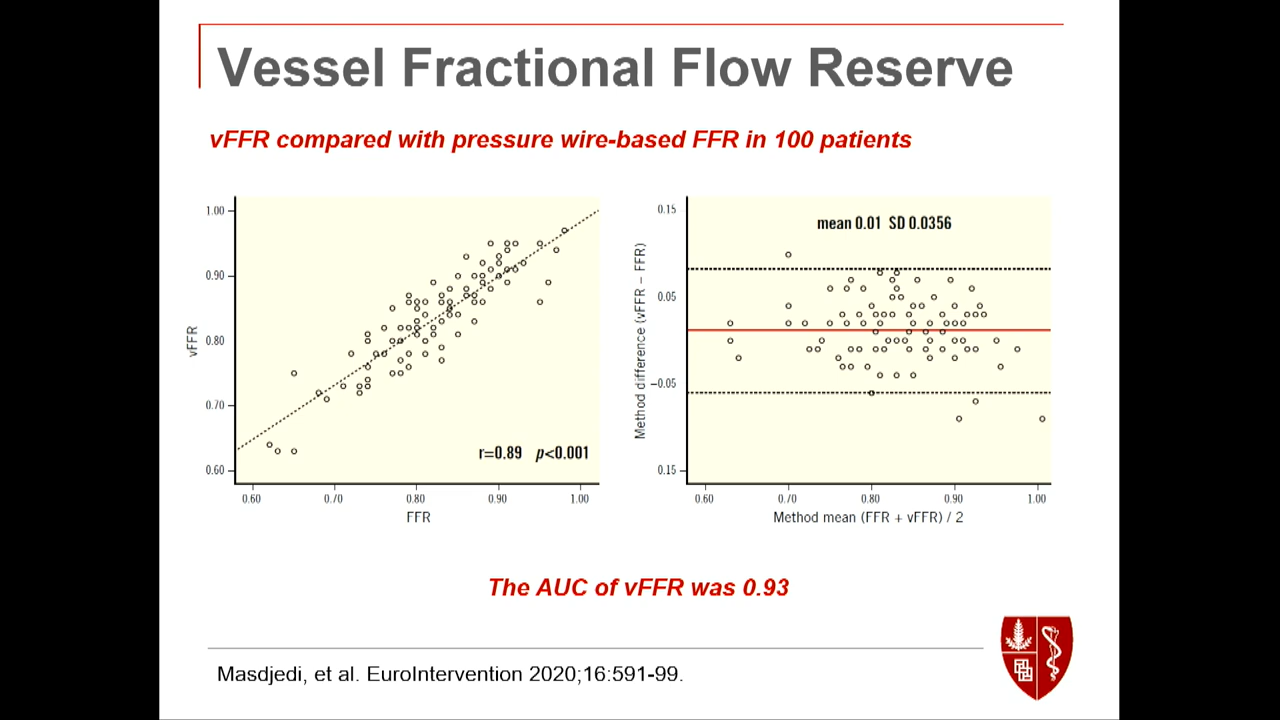 Vessel Fractional Flow Reserve
vFFR compared with pressure wire-based FFR in 100 patients
1.00
0.90
0.80
0.70
0.60
vFFR
r=0.89 p<0.001
0.60 0.70 0.80 0.90 1.00
FFR
0.15
0.05
−0.05
0.15
Method difference (vFFR – FFR)
mean 0.01 SD 0.0356
0.60 0.70 0.80 0.90 1.00
Method mean (FFR + vFFR) / 2
The AUC of vFFR was 0.93
Masdjedi, et al. EuroIntervention 2020;16:591-99.